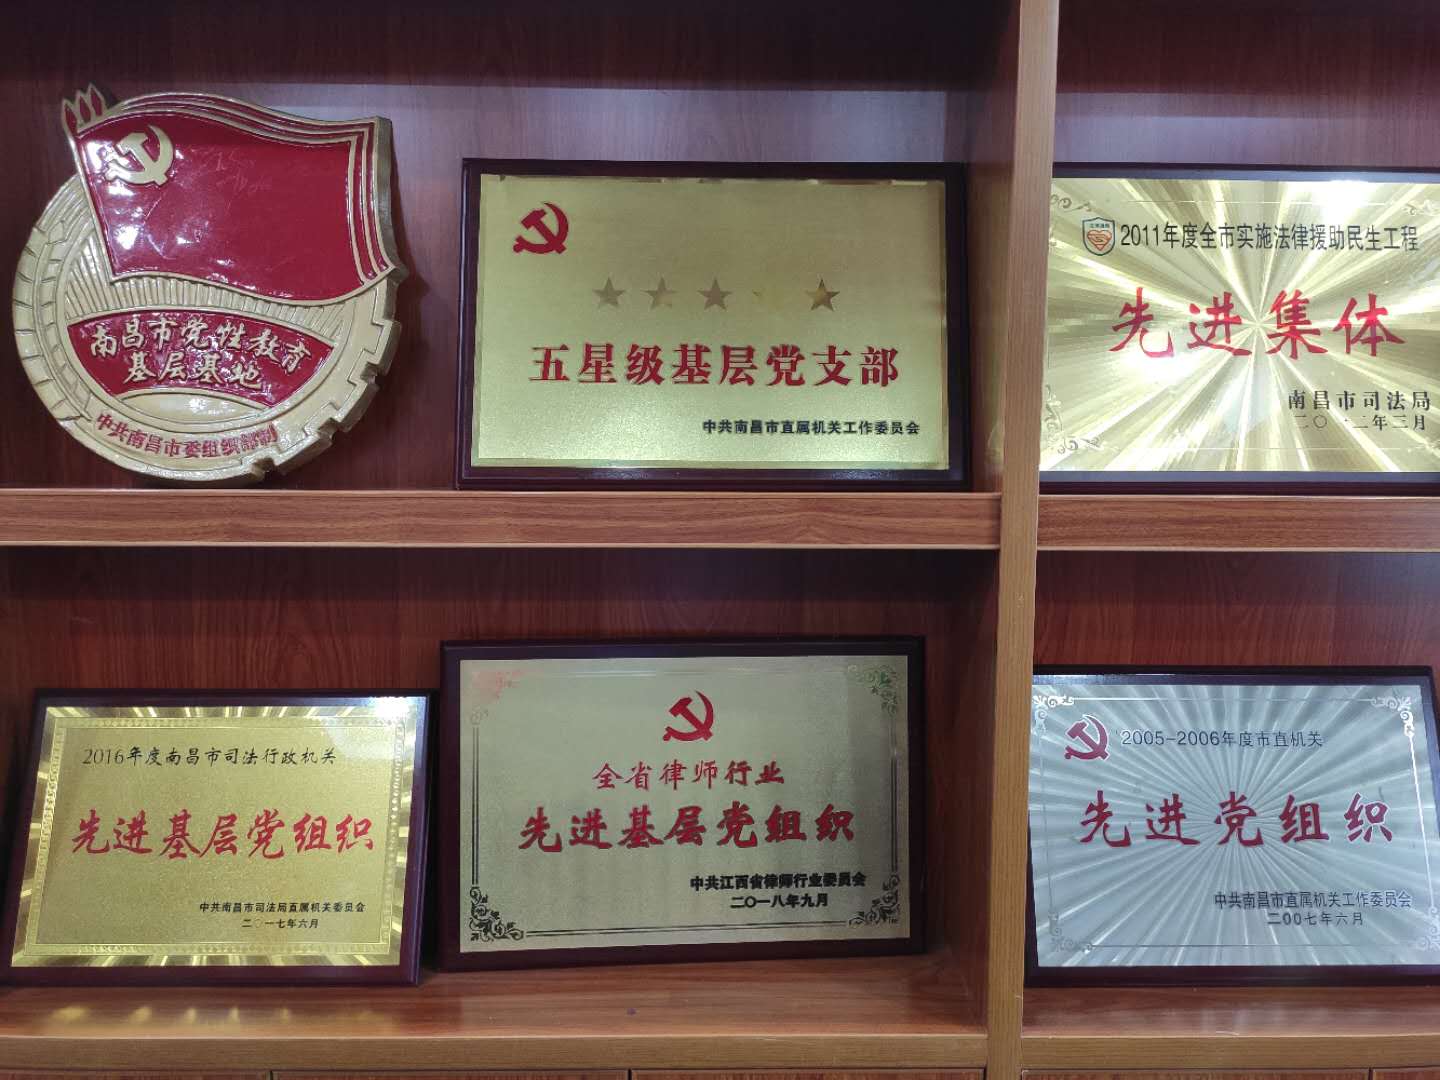 南昌市党性教育
基层基地
中共南昌市委组织部制
五星级基层党支部
中共南昌市直属机关工作委员会
2011年度全市实施法律援助民生工程
先进集体
南昌市司法局
二〇一二年三月
2016年度南昌市司法行政机关
先进基层党组织
中共南昌市司法局直属机关委员会
二〇一七年六月
全省律师行业
先进基层党组织
中共江西省律师行业委员会
二〇一八年九月
2005-2006年度市直机关
先进党组织
中共南昌市直属机关工作委员会
二00七年六月